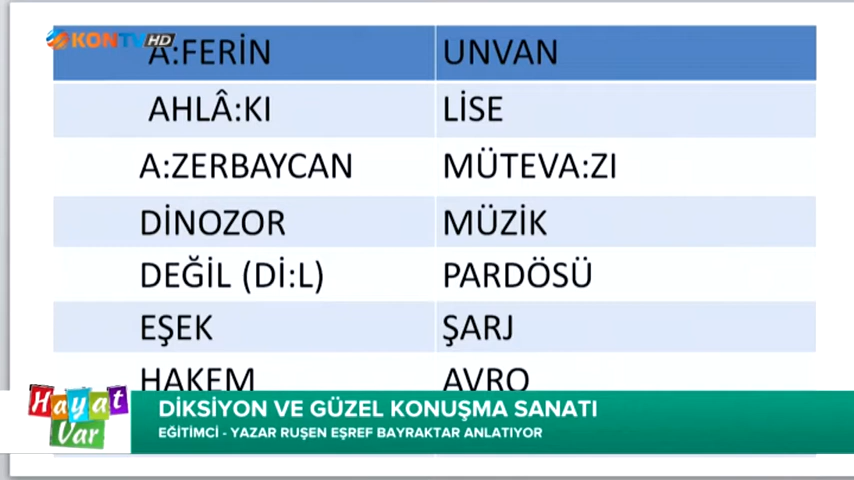 KONTV HD
A:FERİN UNVAN
AHLÂ:KI LİSE
A:ZERBAYCAN MÜTEVA:ZI
DİNOZOR MÜZİK
DEĞİL (Dİ:L) PARDÖSÜ
EŞEK ŞARJ
HAKEM AVRO
Hayat
Var
DİKSİYON VE GÜZEL KONUŞMA SANATI
EĞİTİMCİ - YAZAR RUŞEN EŞREF BAYRAKTAR ANLATIYOR